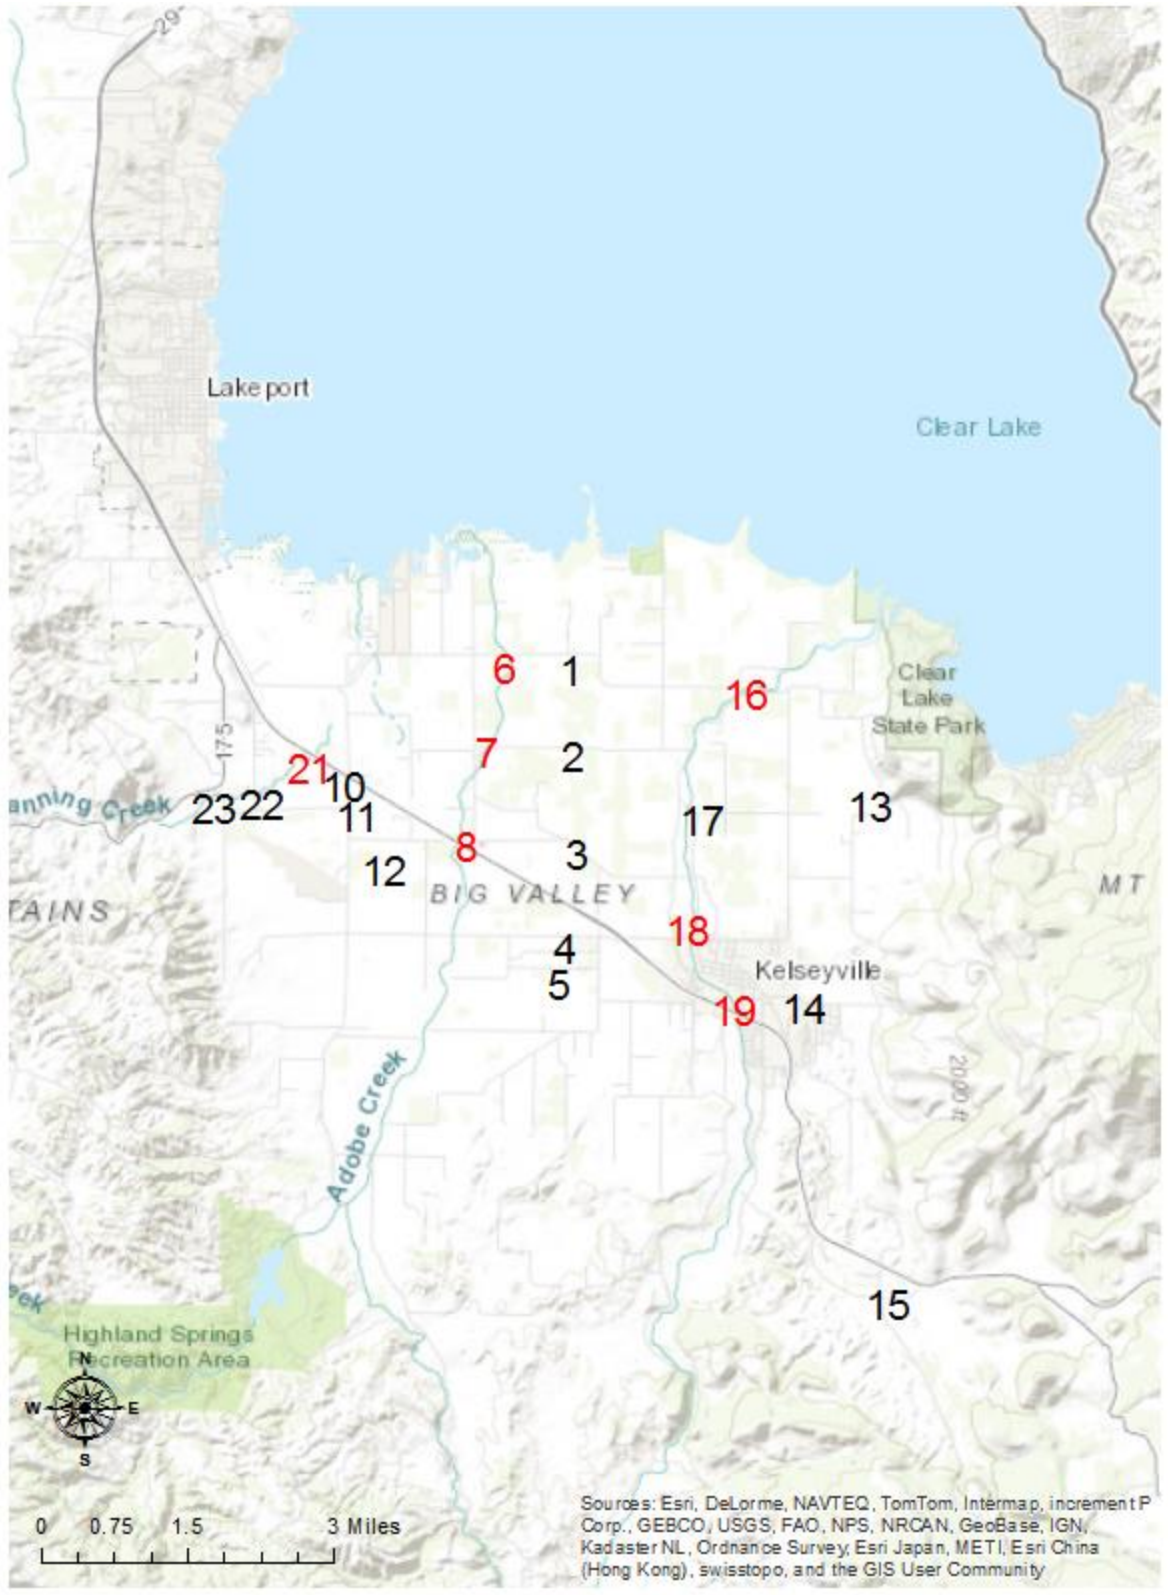 29
Lakeport
Clear Lake
6
1
16
Clear
Lake
State Park
175
7
2
21
10
anning Creek
23
22
11
17
13
8
3
12
BIG VALLEY
MT
TAINS
18
4
Kelseyville
5
19
14
2000 ft
Adobe Creek
eek
15
Highland Springs
Recreation Area
N
W
E
S
0 0.75 1.5 3 Miles
Sources: Esri, DeLorme, NAVTEQ, TomTom, Intermap, increment P
Corp., GEBCO, USGS, FAO, NPS, NRCAN, GeoBase, IGN,
Kadaster NL, Ordnance Survey, Esri Japan, METI, Esri China
(Hong Kong), swisstopo, and the GIS User Community